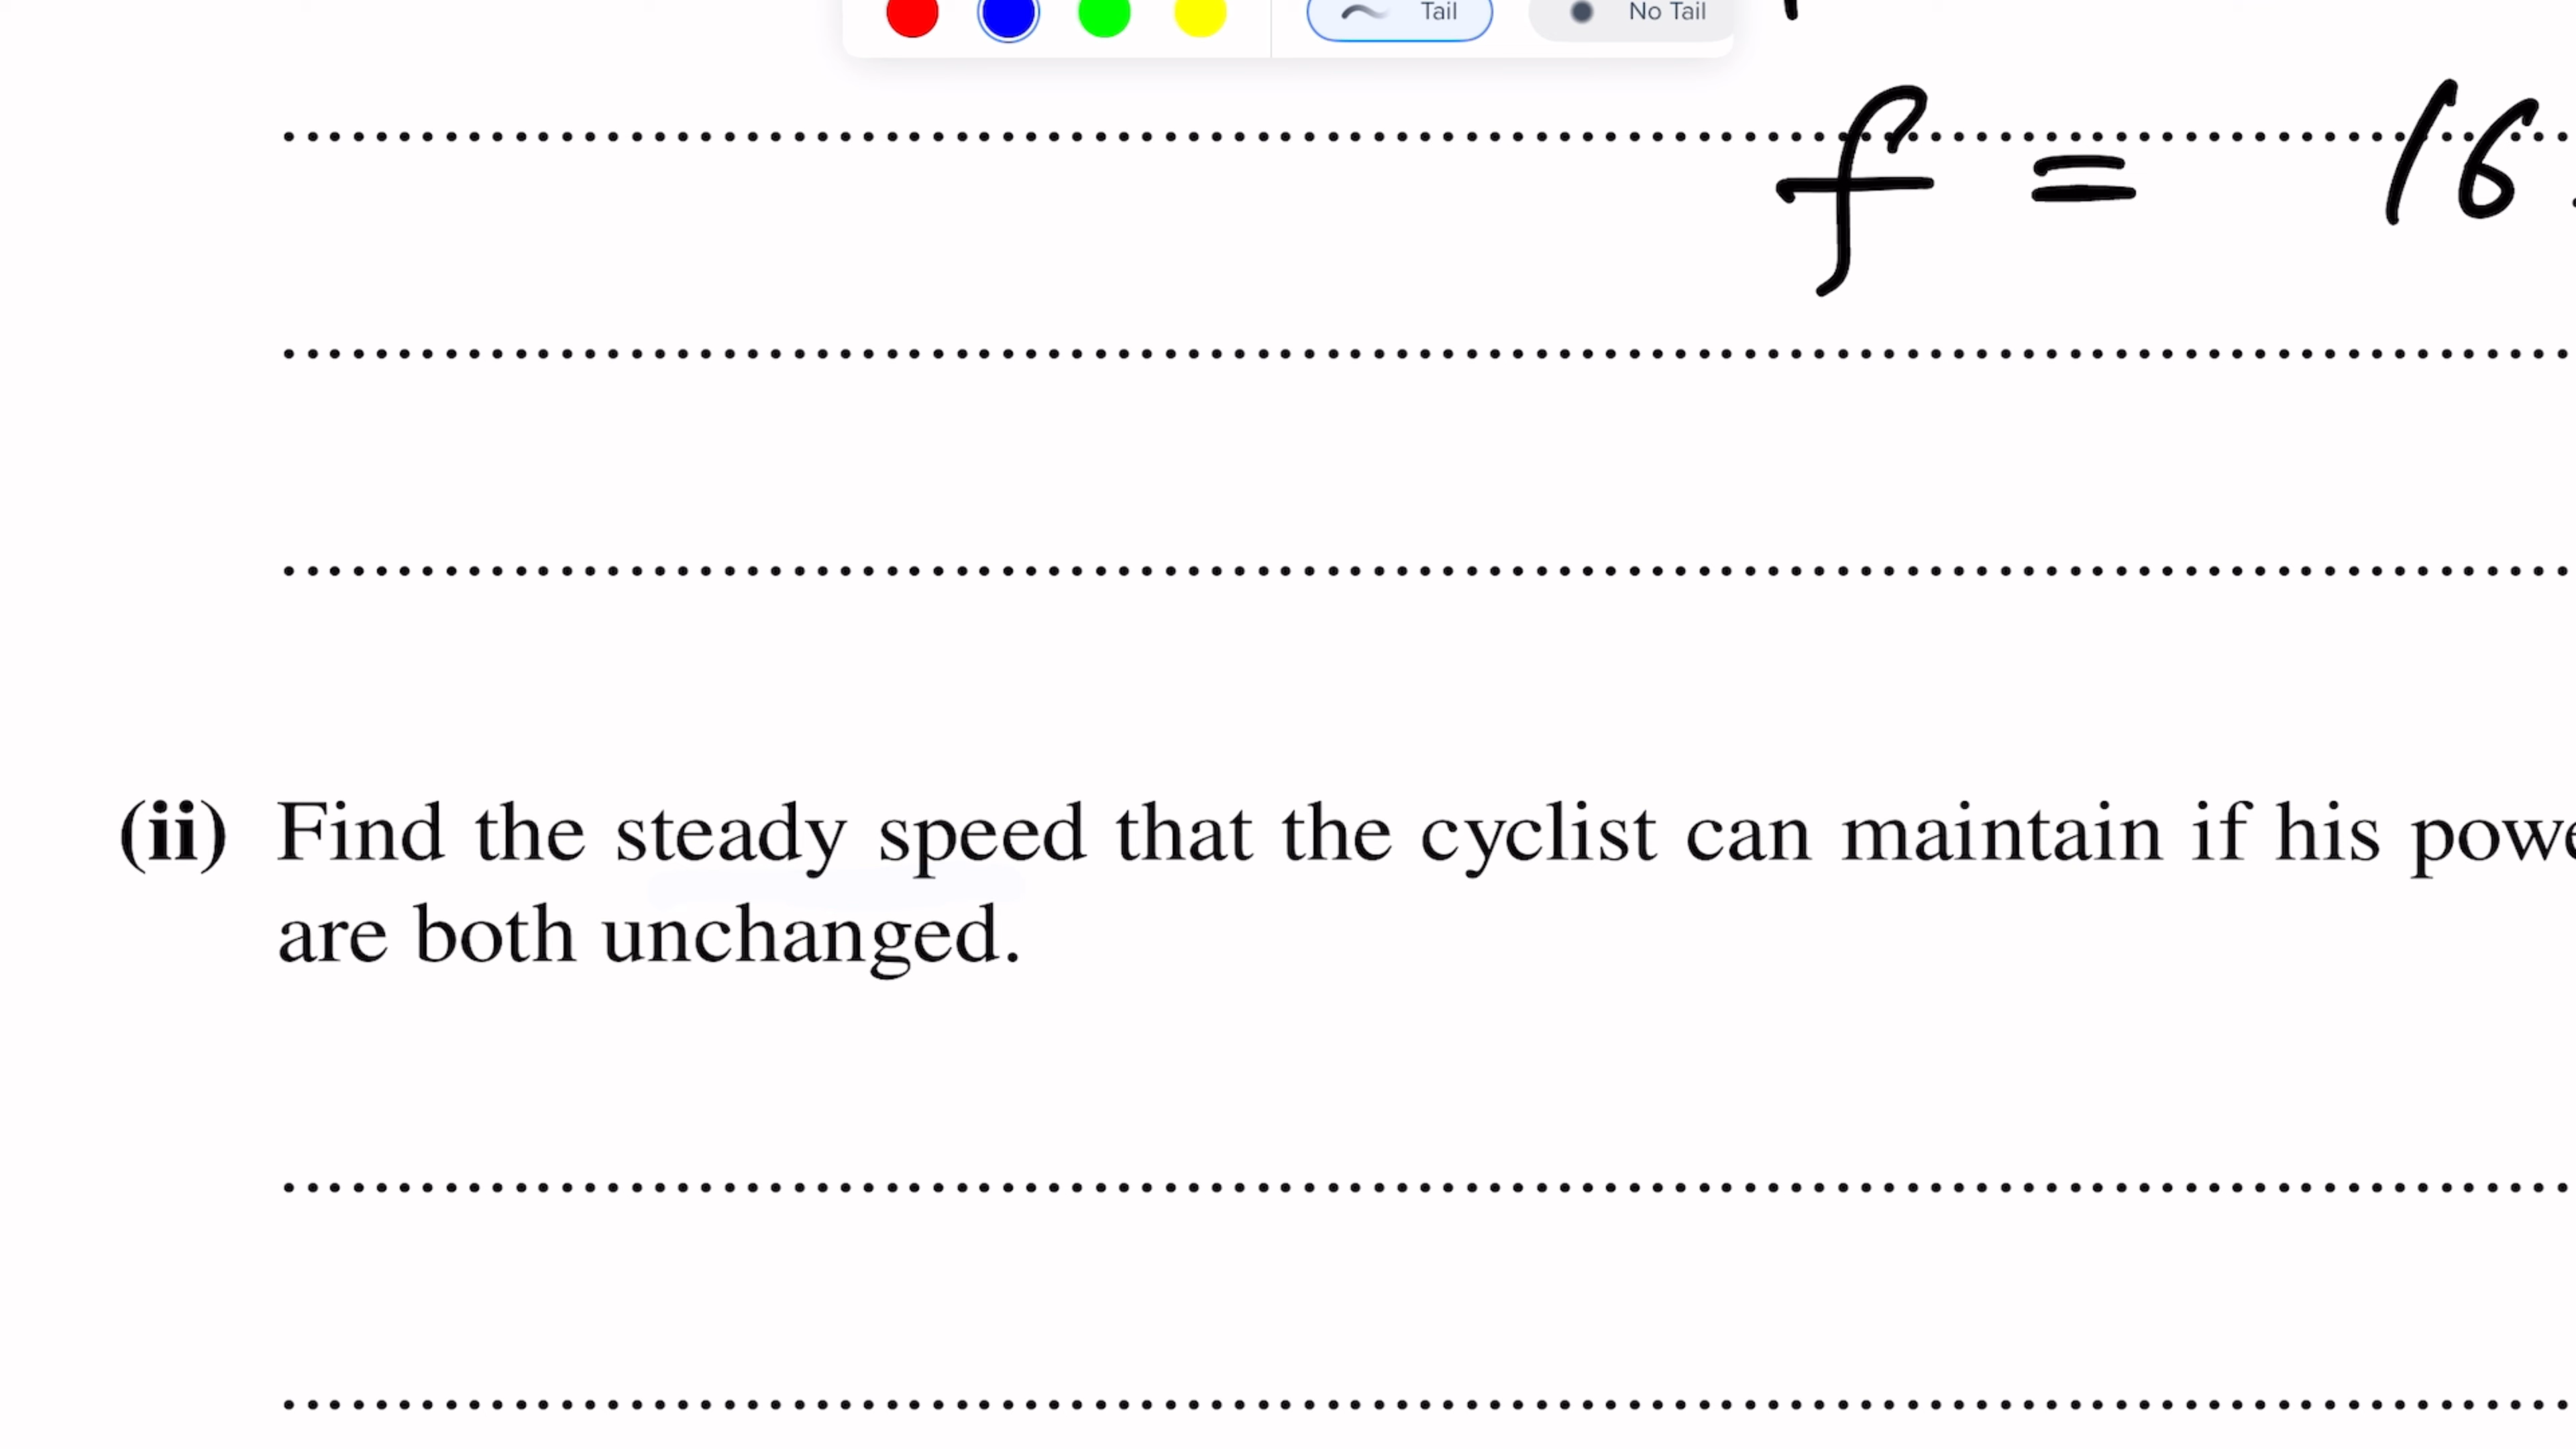 Tail No Tail
f = 16.
(ii) Find the steady speed that the cyclist can maintain if his
are both unchanged.